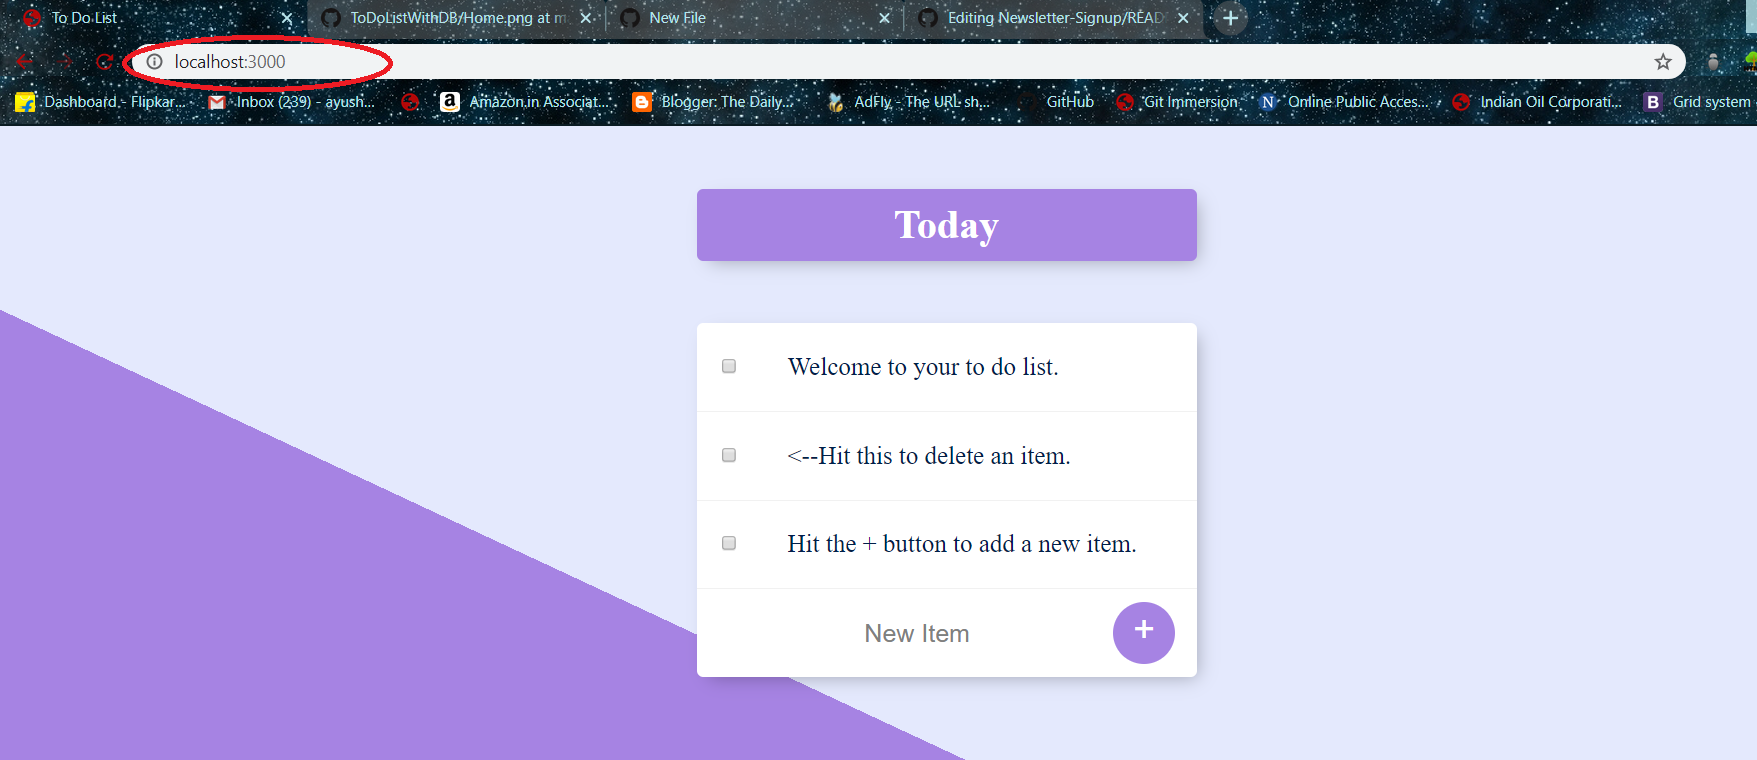 To Do List
ToDoListWithDB/Home.png at m
New File
Editing Newsletter-Signup/READ
localhost:3000
Dashboard - Flipkar...
Inbox (239) - ayush...
Amazon.in Associat...
Blogger: The Daily...
AdFly - The URL sh...
GitHub
Git Immersion
N
Online Public Acces...
Indian Oil Corporati...
B
Grid system
Today
Welcome to your to do list.
<--Hit this to delete an item.
Hit the + button to add a new item.
New Item
+